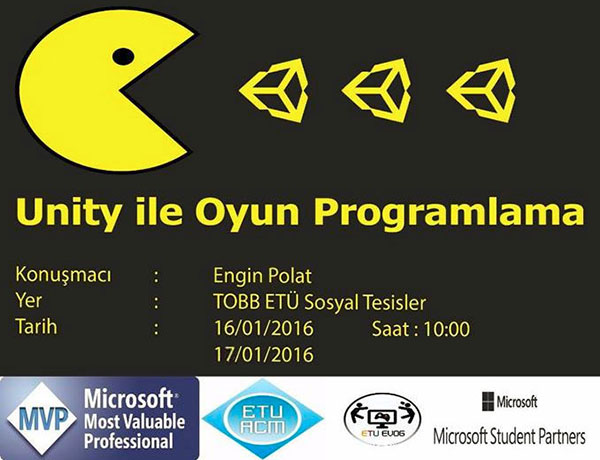 Unity ile Oyun Programlama
Konuşmacı : Engin Polat
Yer : TOBB ETÜ Sosyal Tesisler
Tarih : 16/01/2016 Saat : 10:00
17/01/2016
MVP
Microsoft®
Most Valuable
Professional
ETU
ACM
ETU EVOG
Microsoft
Microsoft Student Partners